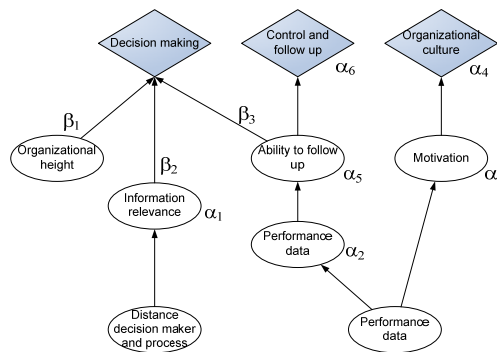 Decision making
Control and
follow up
Organizational
culture
α6
α4
β1
β3
Organizational
height
β2
Ability to follow
up
Motivation
α5
α
Information
relevance
α1
Performance
data
α2
Distance
decision maker
and process
Performance
data